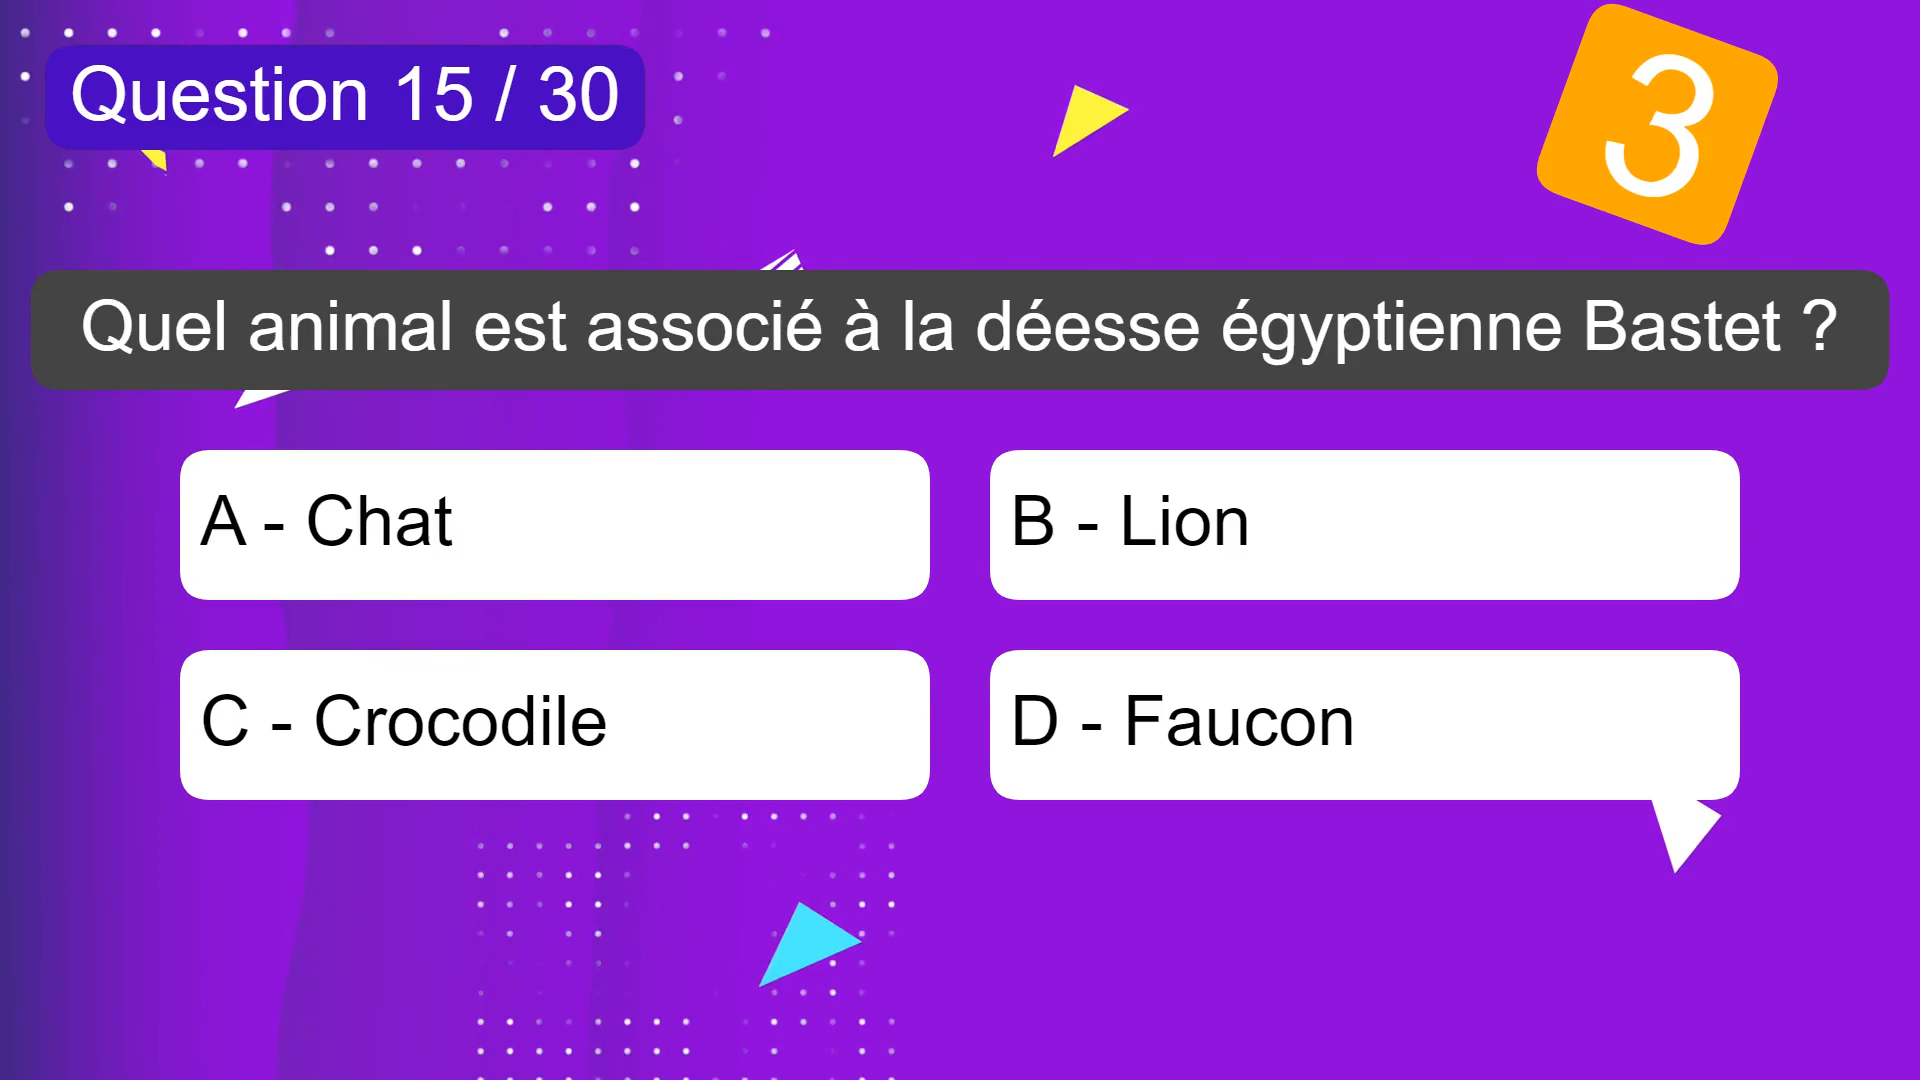 Question 15 / 30
3
Quel animal est associé à la déesse égyptienne Bastet ?
A - Chat
B - Lion
C - Crocodile
D - Faucon